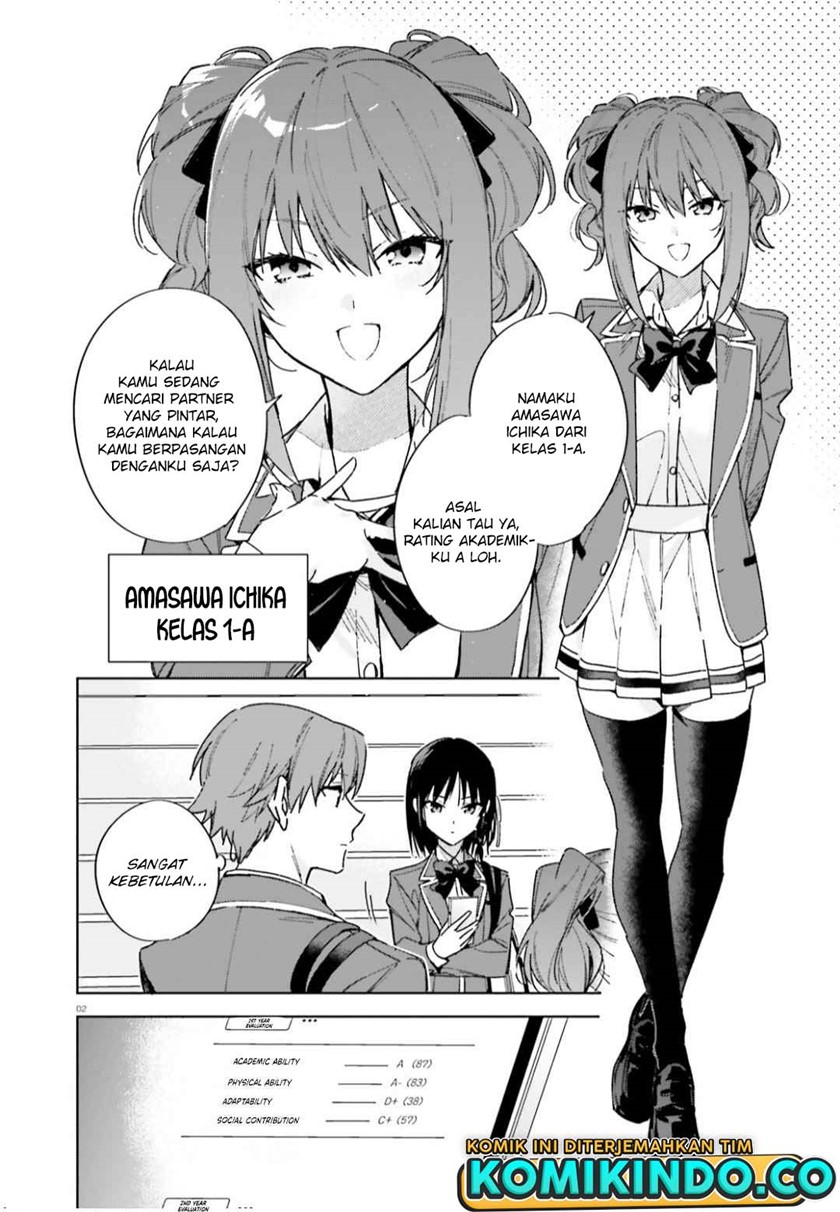 NAMAKU
AMASAWA
ICHIKA DARI
KELAS 1-A.
ASAL
KALIAN TAU YA,
RATING AKADEMIK-
KU A LOH.
KALAU
KAMU SEDANG
MENCARI PARTNER
YANG PINTAR,
BAGAIMANA KALAU
KAMU BERPASANGAN
DENGANKU SAJA?
AMASAWA ICHIKA
KELAS 1-A
SANGAT
KEBETULAN...
02
1ST YEAR
EVALUATION
ACADEMIC ABILITY A (87)
PHYSICAL ABILITY A- (83)
ADAPTABILITY D+ (38)
SOCIAL CONTRIBUTION C+ (57)
2ND YEAR
EVALUATION
KOMIK INI DITERJEMAHKAN TIM
KOMIKINDO.CO